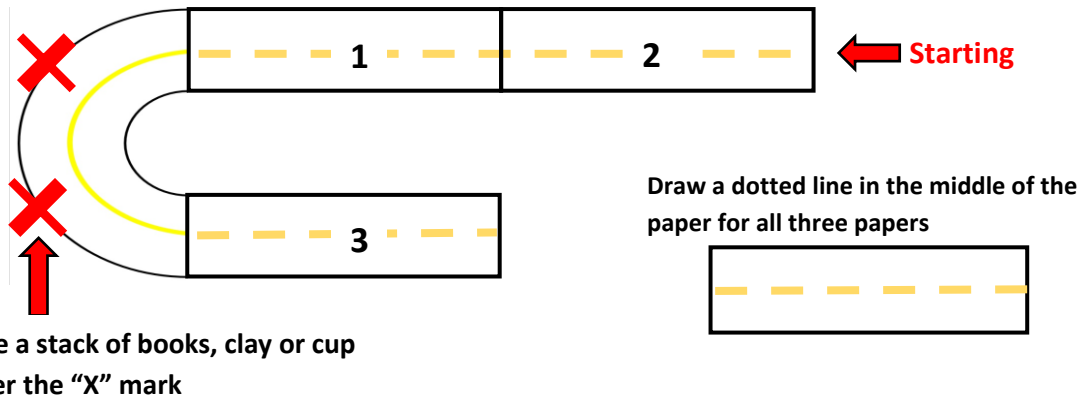 1
2
Starting
Draw a dotted line in the middle of the
paper for all three papers
3
a stack of books, clay or cup
the “X” mark